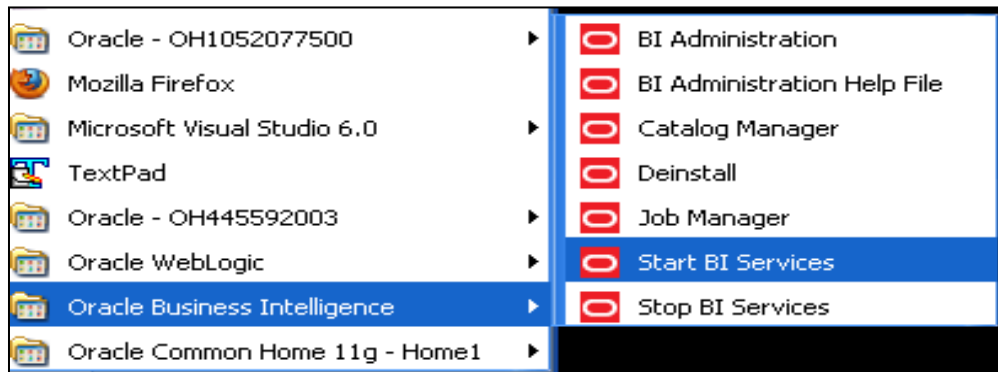 Oracle - OH1052077500
Mozilla Firefox
Microsoft Visual Studio 6.0
TextPad
Oracle - OH445592003
Oracle WebLogic
Oracle Business Intelligence
Oracle Common Home 11g - Home1
BI Administration
BI Administration Help File
Catalog Manager
Deinstall
Job Manager
Start BI Services
Stop BI Services